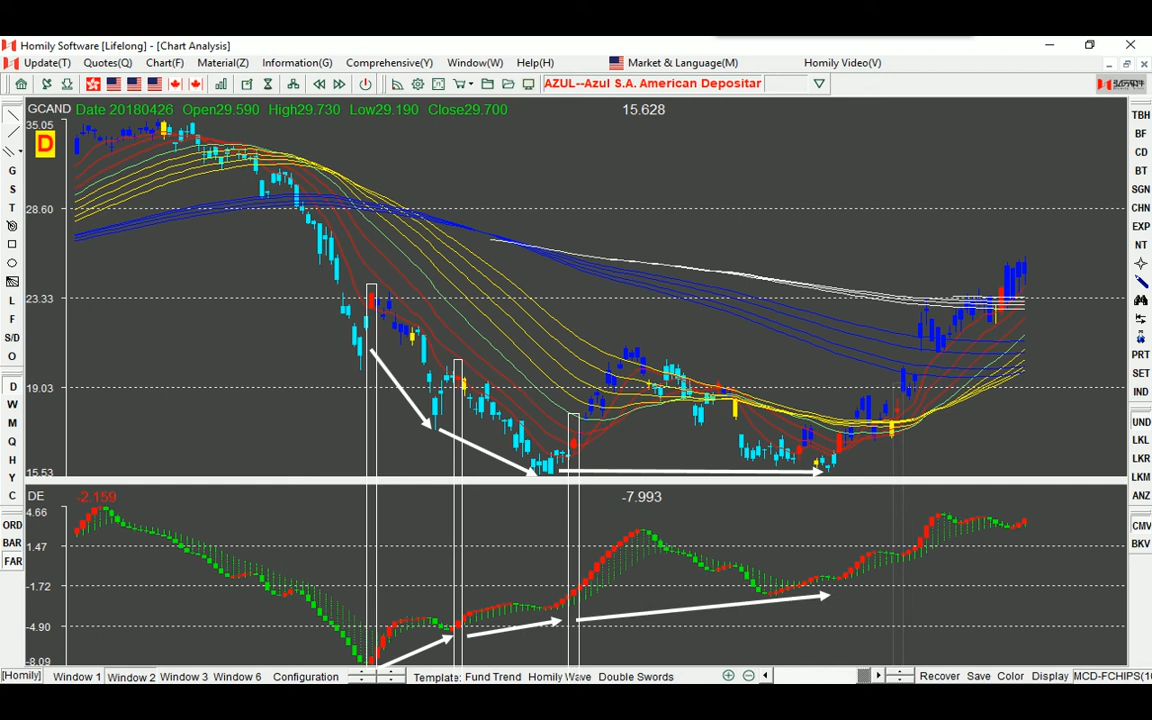 Homily Software [Lifelong] - [Chart Analysis]
Update(T) Quotes(Q) Chart(F) Material(Z) Information(G) Comprehensive(Y) Window(W) Help(H) Market & Language(M) Homily Video(V)
AZUL--Azul S.A. American Depositar
GCAND Date 20180426 Open29.590 High29.730 Low29.190 Close29.700 15.628
35.05
D
28.60
23.33
19.03
15.53
DE -2.159 -7.993
4.66
1.47
-1.72
-4.90
-8.09
G
S
T
L
F
S/D
O
D
W
M
Q
H
Y
C
ORD
BAR
FAR
TBH
BF
CD
BT
SGN
CHN
EXP
NT
PRT
SET
IND
UND
LKL
LKR
LKM
ANZ
CMV
BKV
[Homily] Window 1 Window 2 Window 3 Window 6 Configuration Template: Fund Trend Homily Wave Double Swords Recover Save Color Display MCD-FCHIPS(10